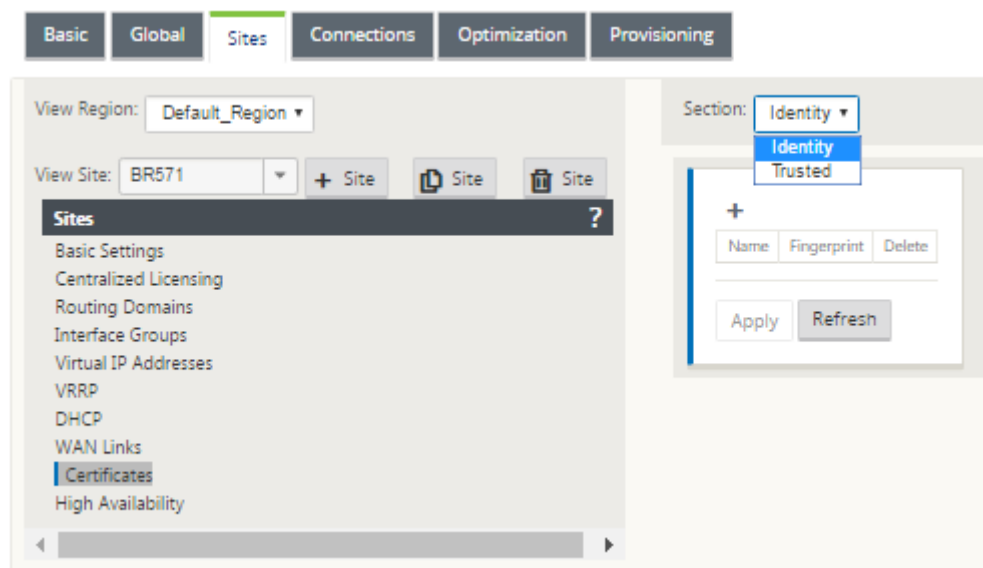 Basic Global Sites Connections Optimization Provisioning
View Region: Default_Region
Section: Identity
Identity
Trusted
View Site: BR571 + Site Site Site
Sites ?
Basic Settings
Centralized Licensing
Routing Domains
Interface Groups
Virtual IP Addresses
VRRP
DHCP
WAN Links
Certificates
High Availability
+
Name Fingerprint Delete
Apply Refresh